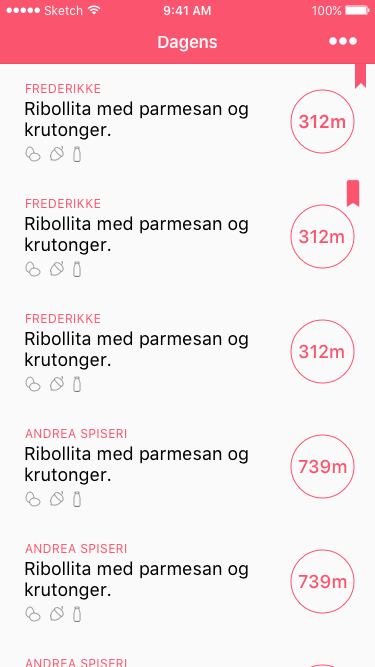 Sketch 9:41 AM 100%
Dagens
FREDERIKKE
Ribollita med parmesan og
krutonger.
312m
FREDERIKKE
Ribollita med parmesan og
krutonger.
312m
FREDERIKKE
Ribollita med parmesan og
krutonger.
312m
ANDREA SPISERI
Ribollita med parmesan og
krutonger.
739m
ANDREA SPISERI
Ribollita med parmesan og
krutonger.
739m
ANDREA SPISERI